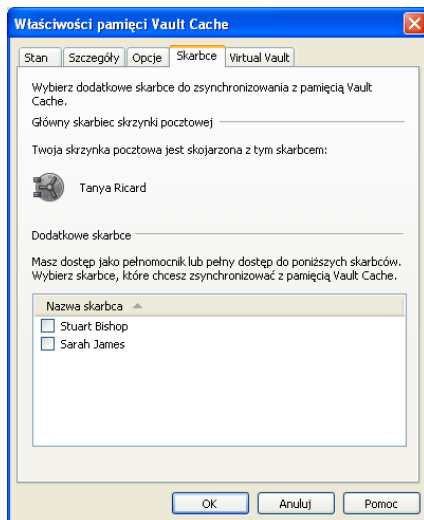 Właściwości pamięci Vault Cache
Stan Szczegóły Opcje Skarbce Virtual Vault
Wybierz dodatkowe skarbce do zsynchronizowania z pamięcią Vault
Cache.
Główny skarbiec skrzynki pocztowej
Twoja skrzynka pocztowa jest skojarzona z tym skarbcem:
Tanya Ricard
Dodatkowe skarbce
Masz dostęp jako pełnomocnik lub pełny dostęp do poniższych skarbców.
Wybierz skarbce, które chcesz zsynchronizować z pamięcią Vault Cache.
Nazwa skarbca
Stuart Bishop
Sarah James
OK Anuluj Pomoc